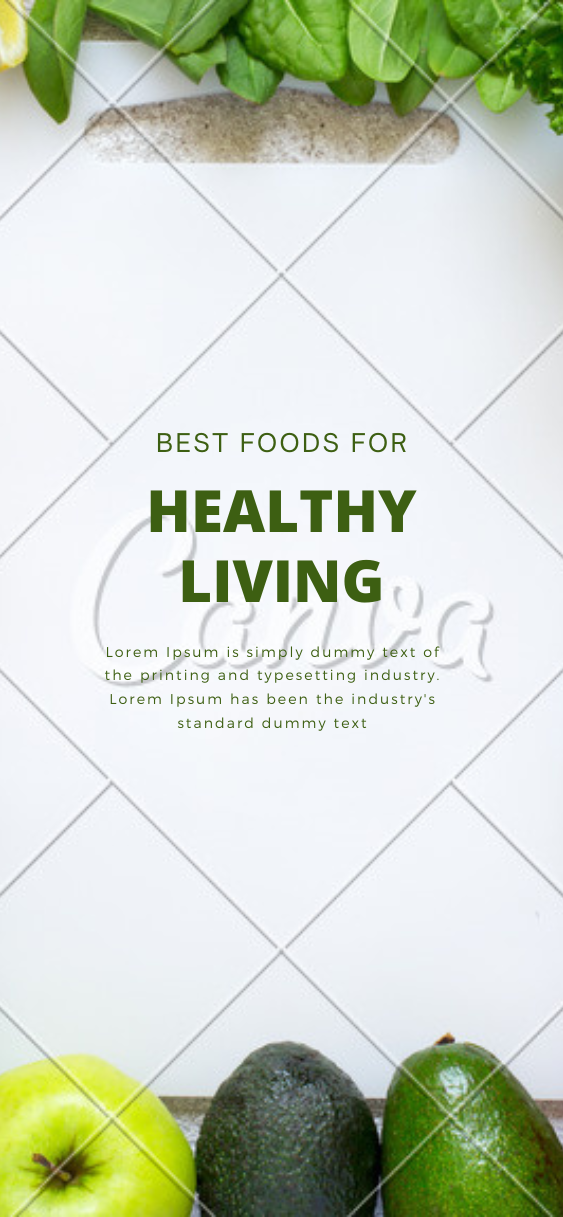 BEST FOODS FOR
HEALTHY
LIVING
Canva
Lorem Ipsum is simply dummy text of
the printing and typesetting industry.
Lorem Ipsum has been the industry's
standard dummy text